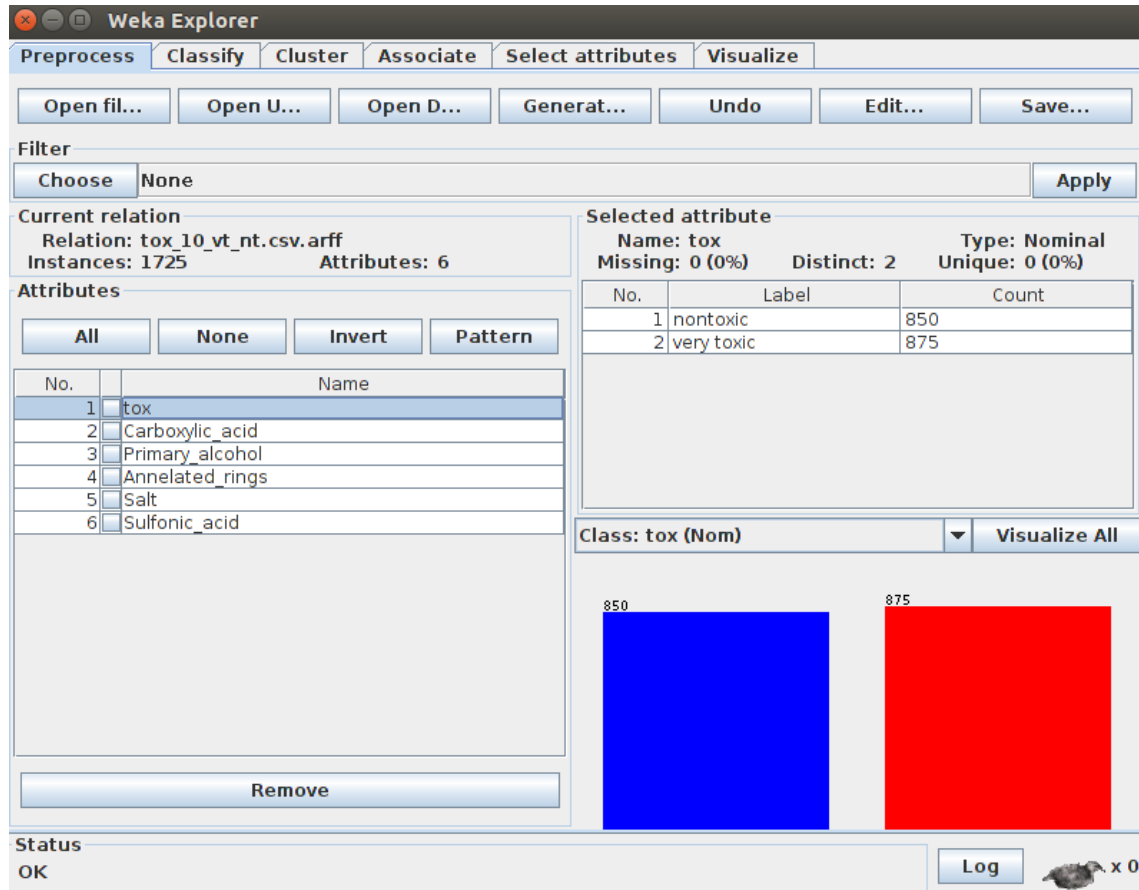 Weka Explorer
Preprocess Classify Cluster Associate Select attributes Visualize
Open fil... Open U... Open D... Generat... Undo Edit... Save...
Filter
Choose None Apply
Current relation
Relation: tox_10_vt_nt.csv.arff
Instances: 1725 Attributes: 6
Attributes
All None Invert Pattern
No. Name
1 tox
2 Carboxylic_acid
3 Primary_alcohol
4 Annelated_rings
5 Salt
6 Sulfonic_acid
Remove
Selected attribute
Name: tox Type: Nominal
Missing: 0 (0%) Distinct: 2 Unique: 0 (0%)
No. Label Count
1 nontoxic 850
2 very toxic 875
Class: tox (Nom) Visualize All
850 875
Status
OK Log x 0